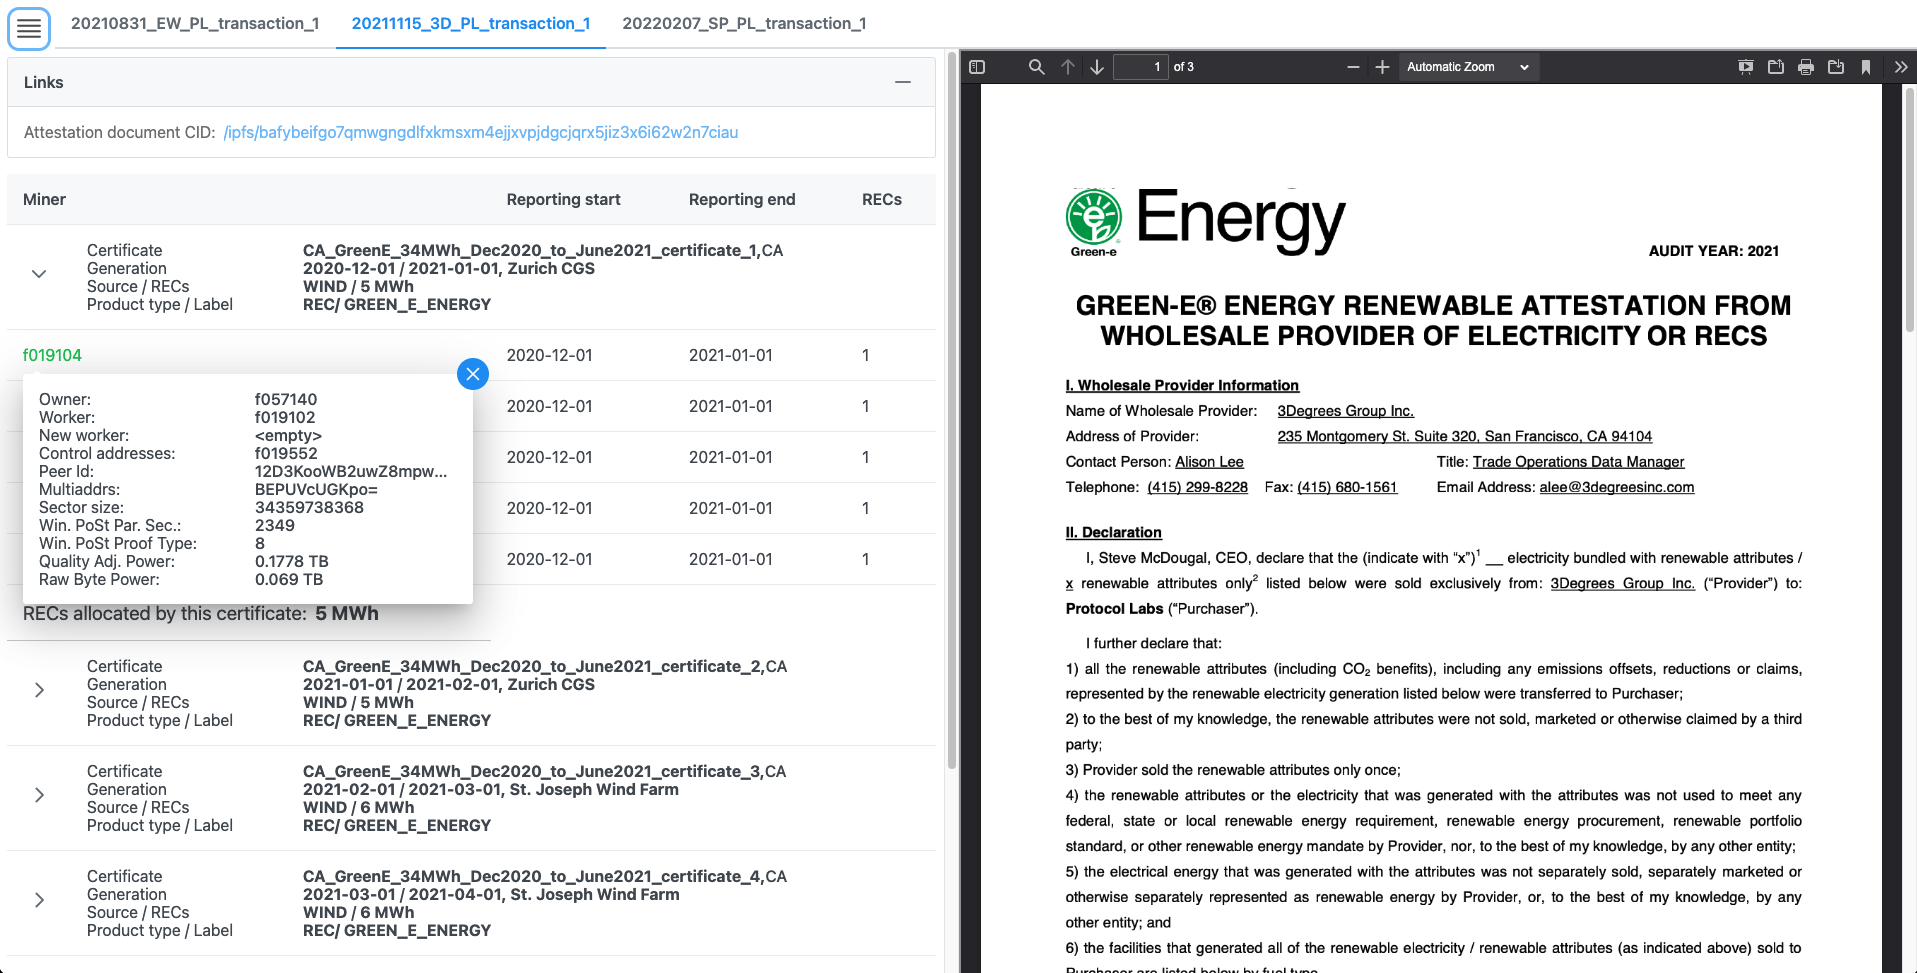 20210831_EW_PL_transaction_1 20211115_3D_PL_transaction_1 20220207_SP_PL_transaction_1
Links
Attestation document CID: /ipfs/bafybeifgo7qmwgngdlfxkmsxm4ejjxvpjdgcjqrx5jiz3x6i62w2n7ciau
Miner Reporting start Reporting end RECs
Certificate CA_GreenE_34MWh_Dec2020_to_June2021_certificate_1,CA
Generation 2020-12-01 / 2021-01-01, Zurich CGS
Source / RECs WIND / 5 MWh
Product type / Label REC/ GREEN_E_ENERGY
f019104 2020-12-01 2021-01-01 1
2020-12-01 2021-01-01 1
2020-12-01 2021-01-01 1
2020-12-01 2021-01-01 1
2020-12-01 2021-01-01 1
Owner: f057140
Worker: f019102
New worker: <empty>
Control addresses: f019552
Peer Id: 12D3KooWB2uwZ8mpw...
Multiaddrs: BEPUVcUGKpo=
Sector size: 34359738368
Win. PoSt Par. Sec.: 2349
Win. PoSt Proof Type: 8
Quality Adj. Power: 0.1778 TB
Raw Byte Power: 0.069 TB
RECs allocated by this certificate: 5 MWh
Certificate CA_GreenE_34MWh_Dec2020_to_June2021_certificate_2,CA
Generation 2021-01-01 / 2021-02-01, Zurich CGS
Source / RECs WIND / 5 MWh
Product type / Label REC/ GREEN_E_ENERGY
Certificate CA_GreenE_34MWh_Dec2020_to_June2021_certificate_3,CA
Generation 2021-02-01 / 2021-03-01, St. Joseph Wind Farm
Source / RECs WIND / 6 MWh
Product type / Label REC/ GREEN_E_ENERGY
Certificate CA_GreenE_34MWh_Dec2020_to_June2021_certificate_4,CA
Generation 2021-03-01 / 2021-04-01, St. Joseph Wind Farm
Source / RECs WIND / 6 MWh
Product type / Label REC/ GREEN_E_ENERGY
1 of 3 Automatic Zoom
e Energy
Green-e
AUDIT YEAR: 2021
GREEN-E® ENERGY RENEWABLE ATTESTATION FROM
WHOLESALE PROVIDER OF ELECTRICITY OR RECS
I. Wholesale Provider Information
Name of Wholesale Provider: 3Degrees Group Inc.
Address of Provider: 235 Montgomery St. Suite 320, San Francisco, CA 94104
Contact Person: Alison Lee Title: Trade Operations Data Manager
Telephone: (415) 299-8228 Fax: (415) 680-1561 Email Address: alee@3degreesinc.com
II. Declaration
I, Steve McDougal, CEO, declare that the (indicate with “x”)1 __ electricity bundled with renewable attributes /
x renewable attributes only2 listed below were sold exclusively from: 3Degrees Group Inc. (“Provider”) to:
Protocol Labs (“Purchaser”).
I further declare that:
1) all the renewable attributes (including CO2 benefits), including any emissions offsets, reductions or claims,
represented by the renewable electricity generation listed below were transferred to Purchaser;
2) to the best of my knowledge, the renewable attributes were not sold, marketed or otherwise claimed by a third
party;
3) Provider sold the renewable attributes only once;
4) the renewable attributes or the electricity that was generated with the attributes was not used to meet any
federal, state or local renewable energy requirement, renewable energy procurement, renewable portfolio
standard, or other renewable energy mandate by Provider, nor, to the best of my knowledge, by any other entity;
5) the electrical energy that was generated with the attributes was not separately sold, separately marketed or
otherwise separately represented as renewable energy by Provider, or, to the best of my knowledge, by any
other entity; and
6) the facilities that generated all of the renewable electricity / renewable attributes (as indicated above) sold to
Purchaser are listed below by fuel type.